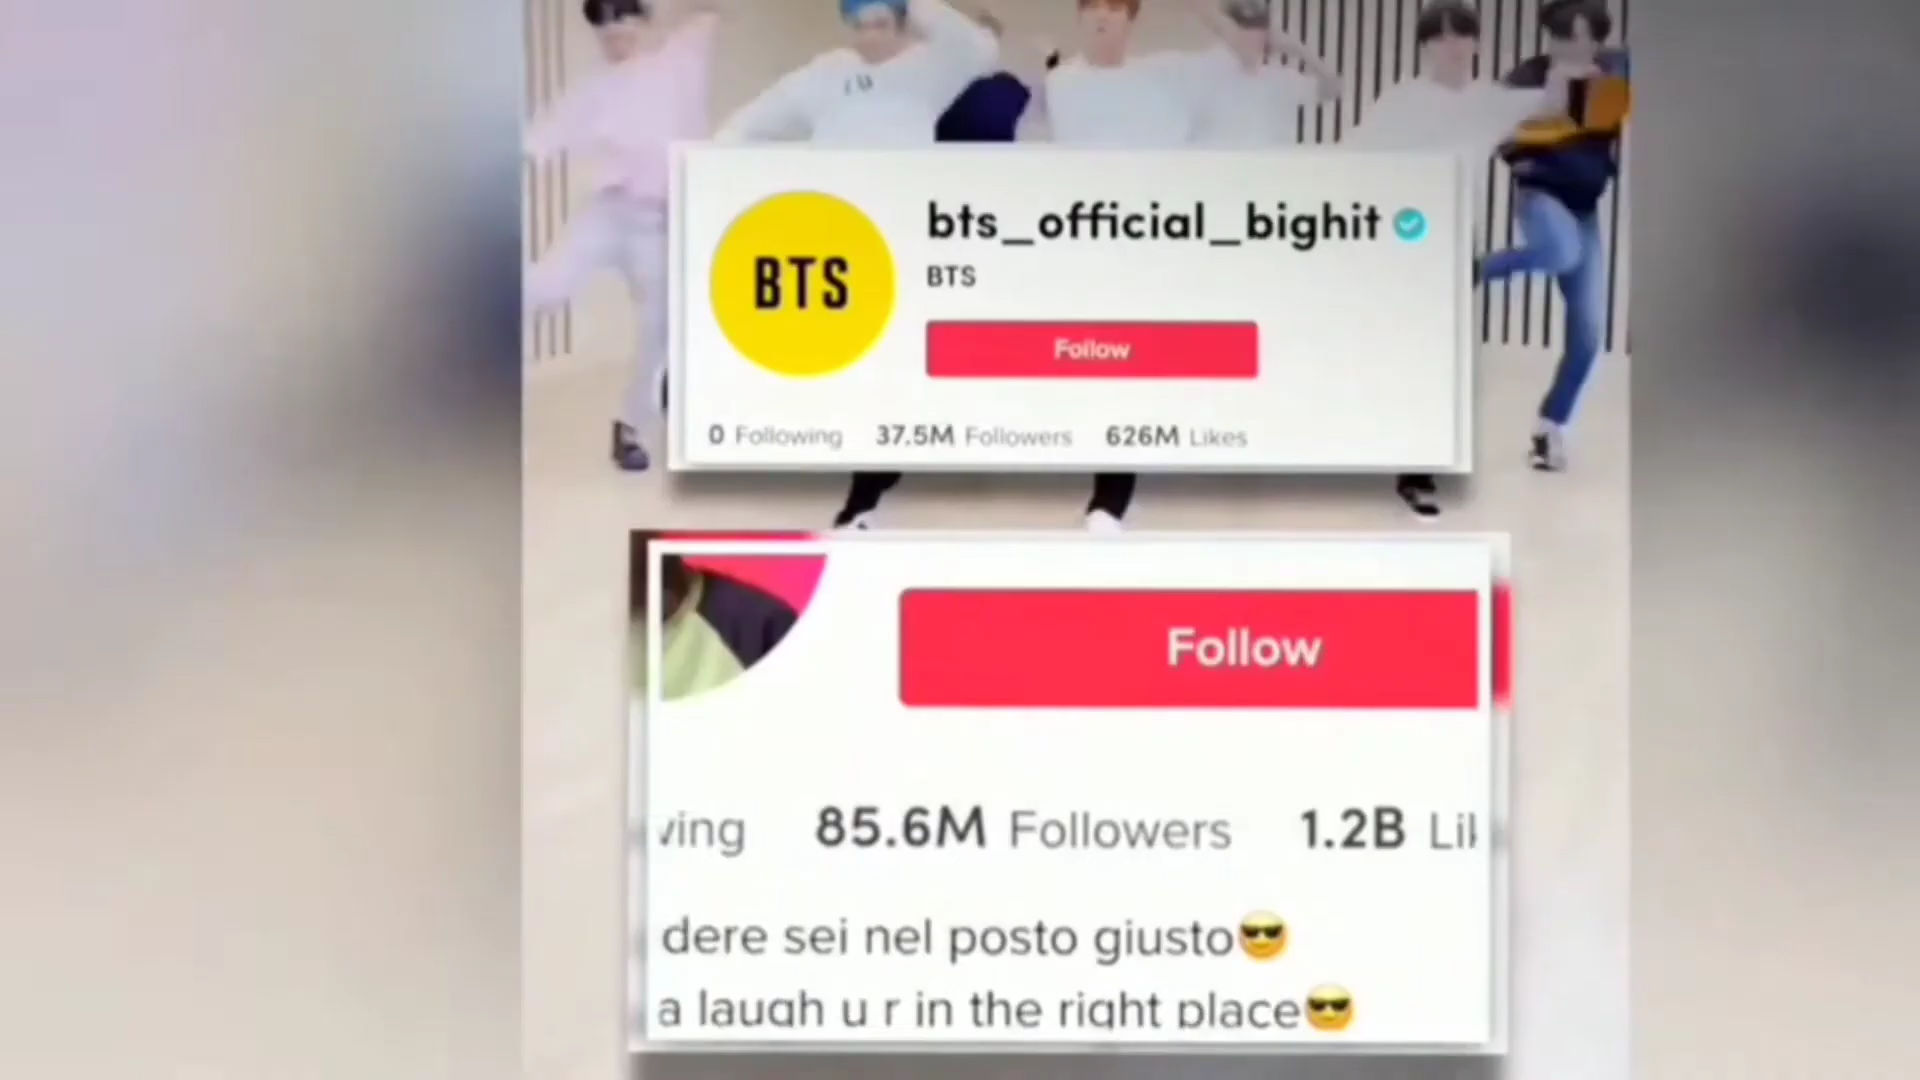 bts_official_bighit
BTS
BTS
Follow
0 Following 37.5M Followers 626M Likes
Follow
ving 85.6M Followers 1.2B Lik
dere sei nel posto giusto😎
a laugh u r in the right place😎